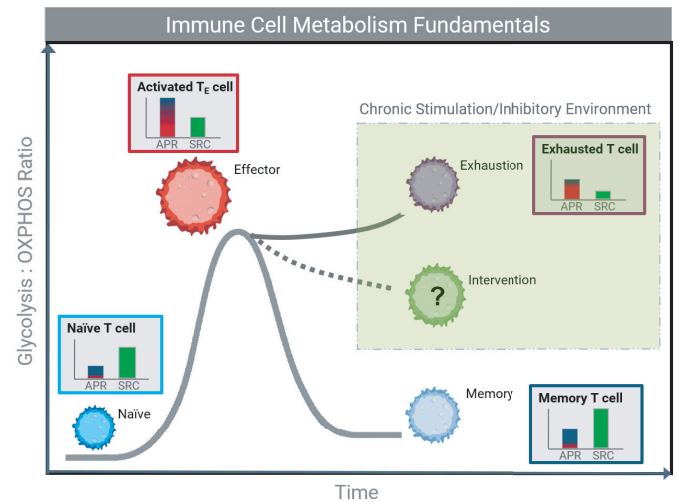 Immune Cell Metabolism Fundamentals
Glycolysis : OXPHOS Ratio
Activated TE cell
APR SRC
Effector
Chronic Stimulation/Inhibitory Environment
Exhaustion
Exhausted T cell
APR SRC
Intervention
?
Naïve T cell
APR SRC
Naïve
Memory
Memory T cell
APR SRC
Time